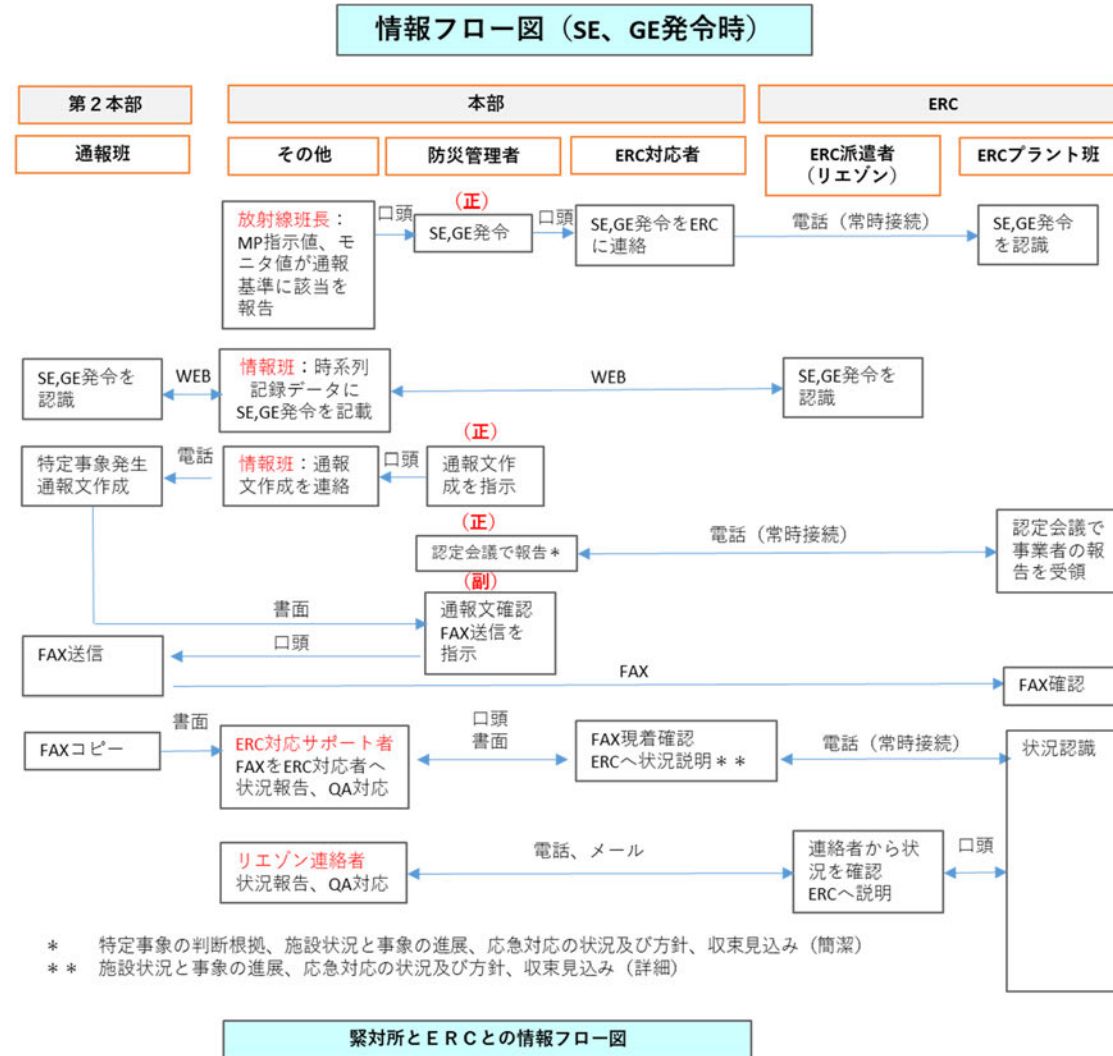 情報フロー図（SE、GE発令時）
第２本部
本部
ERC
通報班
その他
防災管理者
ERC対応者
ERC派遣者
（リエゾン）
ERCプラント班
放射線班長：
MP指示値、モ
ニタ値が通報
基準に該当を
報告
口頭
（正）
SE,GE発令
口頭
SE,GE発令をERC
に連絡
電話（常時接続）
SE,GE発令
を認識
SE,GE発令を
認識
WEB
情報班：時系列
記録データに
SE,GE発令を記載
WEB
SE,GE発令を
認識
特定事象発生
通報文作成
電話
情報班：通報
文作成を連絡
口頭
（正）
通報文作
成を指示
（正）
認定会議で報告＊
電話（常時接続）
認定会議で
事業者の報
告を受領
（副）
書面
通報文確認
FAX送信を
指示
口頭
FAX送信
FAX
FAX確認
FAXコピー
書面
ERC対応サポート者
FAXをERC対応者へ
状況報告、QA対応
口頭
書面
FAX現着確認
ERCへ状況説明＊＊
電話（常時接続）
状況認識
リエゾン連絡者
状況報告、QA対応
電話、メール
連絡者から状
況を確認
ERCへ説明
口頭
＊　特定事象の判断根拠、施設状況と事象の進展、応急対応の状況及び方針、収束見込み（簡潔）
＊＊　施設状況と事象の進展、応急対応の状況及び方針、収束見込み（詳細）
緊対所とＥＲＣとの情報フロー図